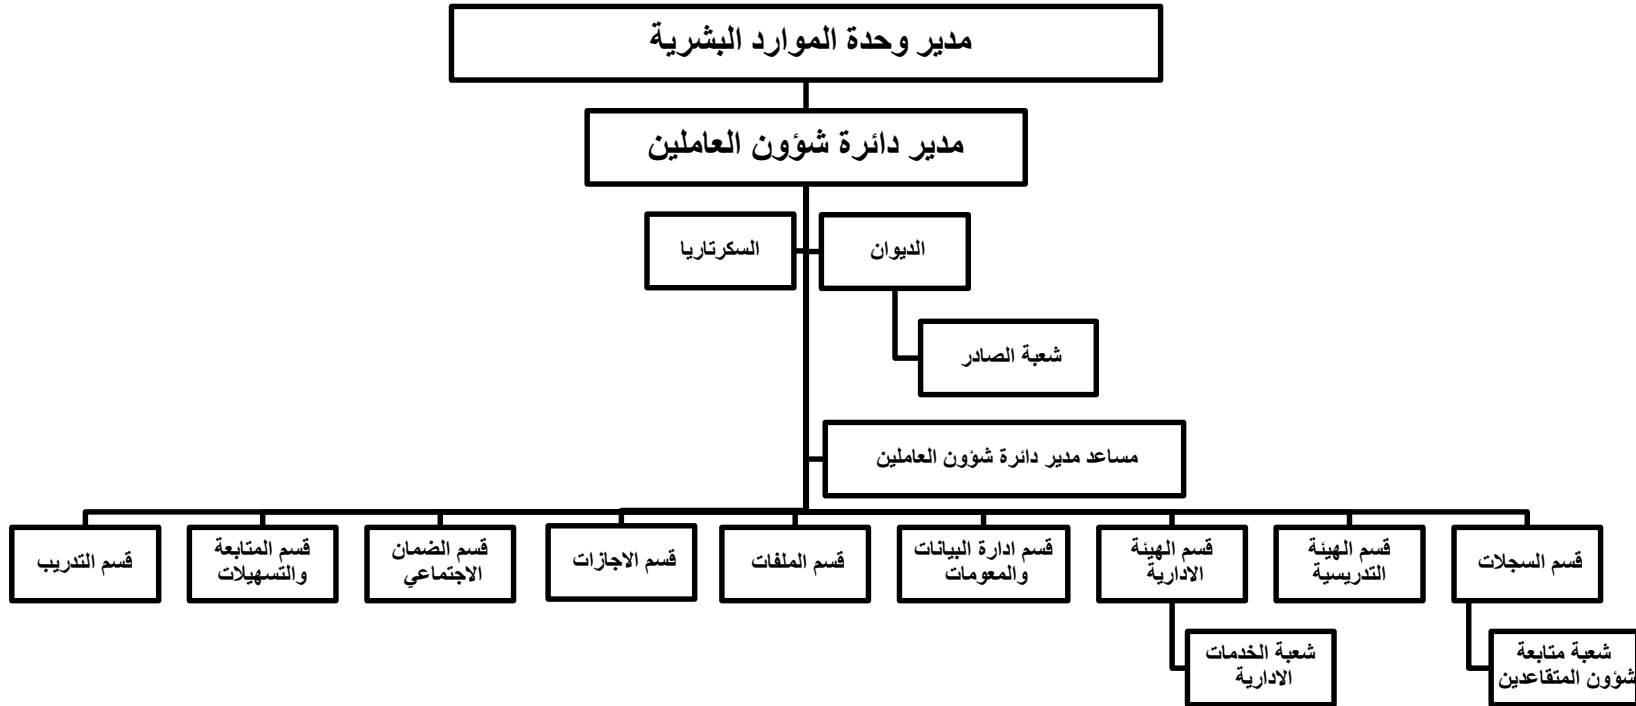 مدير وحدة الموارد البشرية
مدير دائرة شؤون العاملين
الديوان
السكرتاريا
شعبة الصادر
مساعد مدير دائرة شؤون العاملين
قسم السجلات
قسم الهيئة
التدريسية
قسم الهيئة
الادارية
قسم ادارة البيانات
والمعومات
قسم الملفات
قسم الاجازات
قسم الضمان
الاجتماعي
قسم المتابعة
والتسهيلات
قسم التدريب
شعبة متابعة
شؤون المتقاعدين
شعبة الخدمات
الادارية